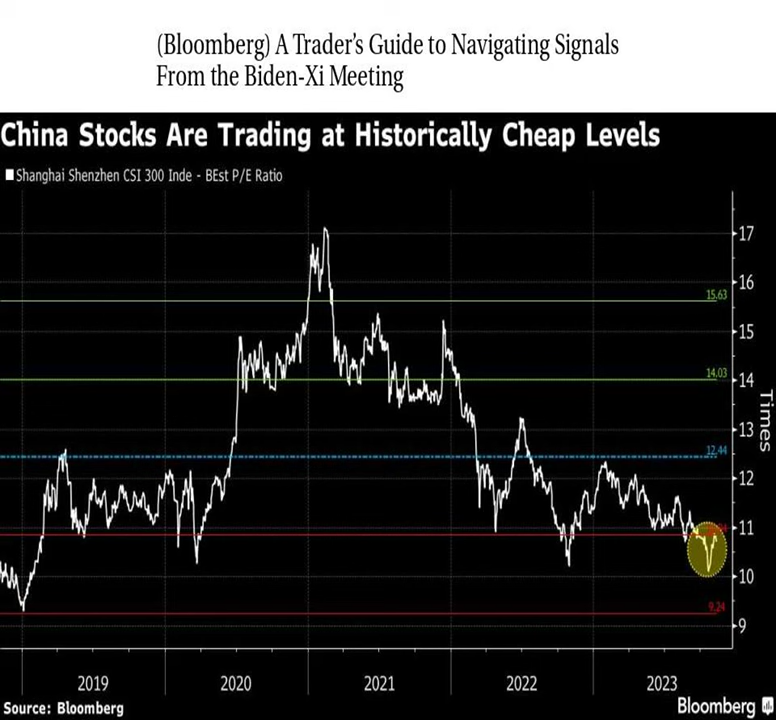 (Bloomberg) A Trader's Guide to Navigating Signals
From the Biden-Xi Meeting
China Stocks Are Trading at Historically Cheap Levels
Shanghai Shenzhen CSI 300 Inde - BEst P/E Ratio
17
16
15.63
15
14.03
14
13
12.44
12
11
10
9.24
9
Times
2019 2020 2021 2022 2023
Source: Bloomberg
Bloomberg